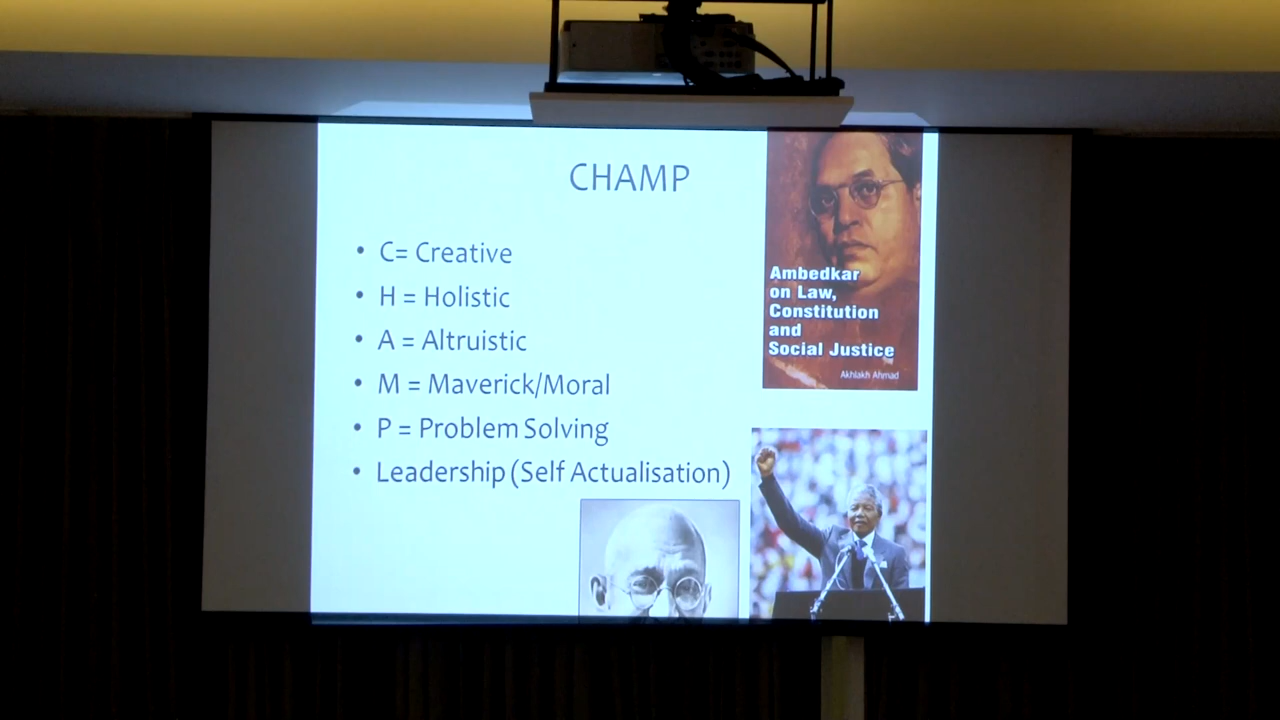 CHAMP
• C= Creative
• H = Holistic
• A = Altruistic
• M = Maverick/Moral
• P = Problem Solving
• Leadership (Self Actualisation)
Ambedkar
on Law,
Constitution
and
Social Justice
Akhlakh Ahmad